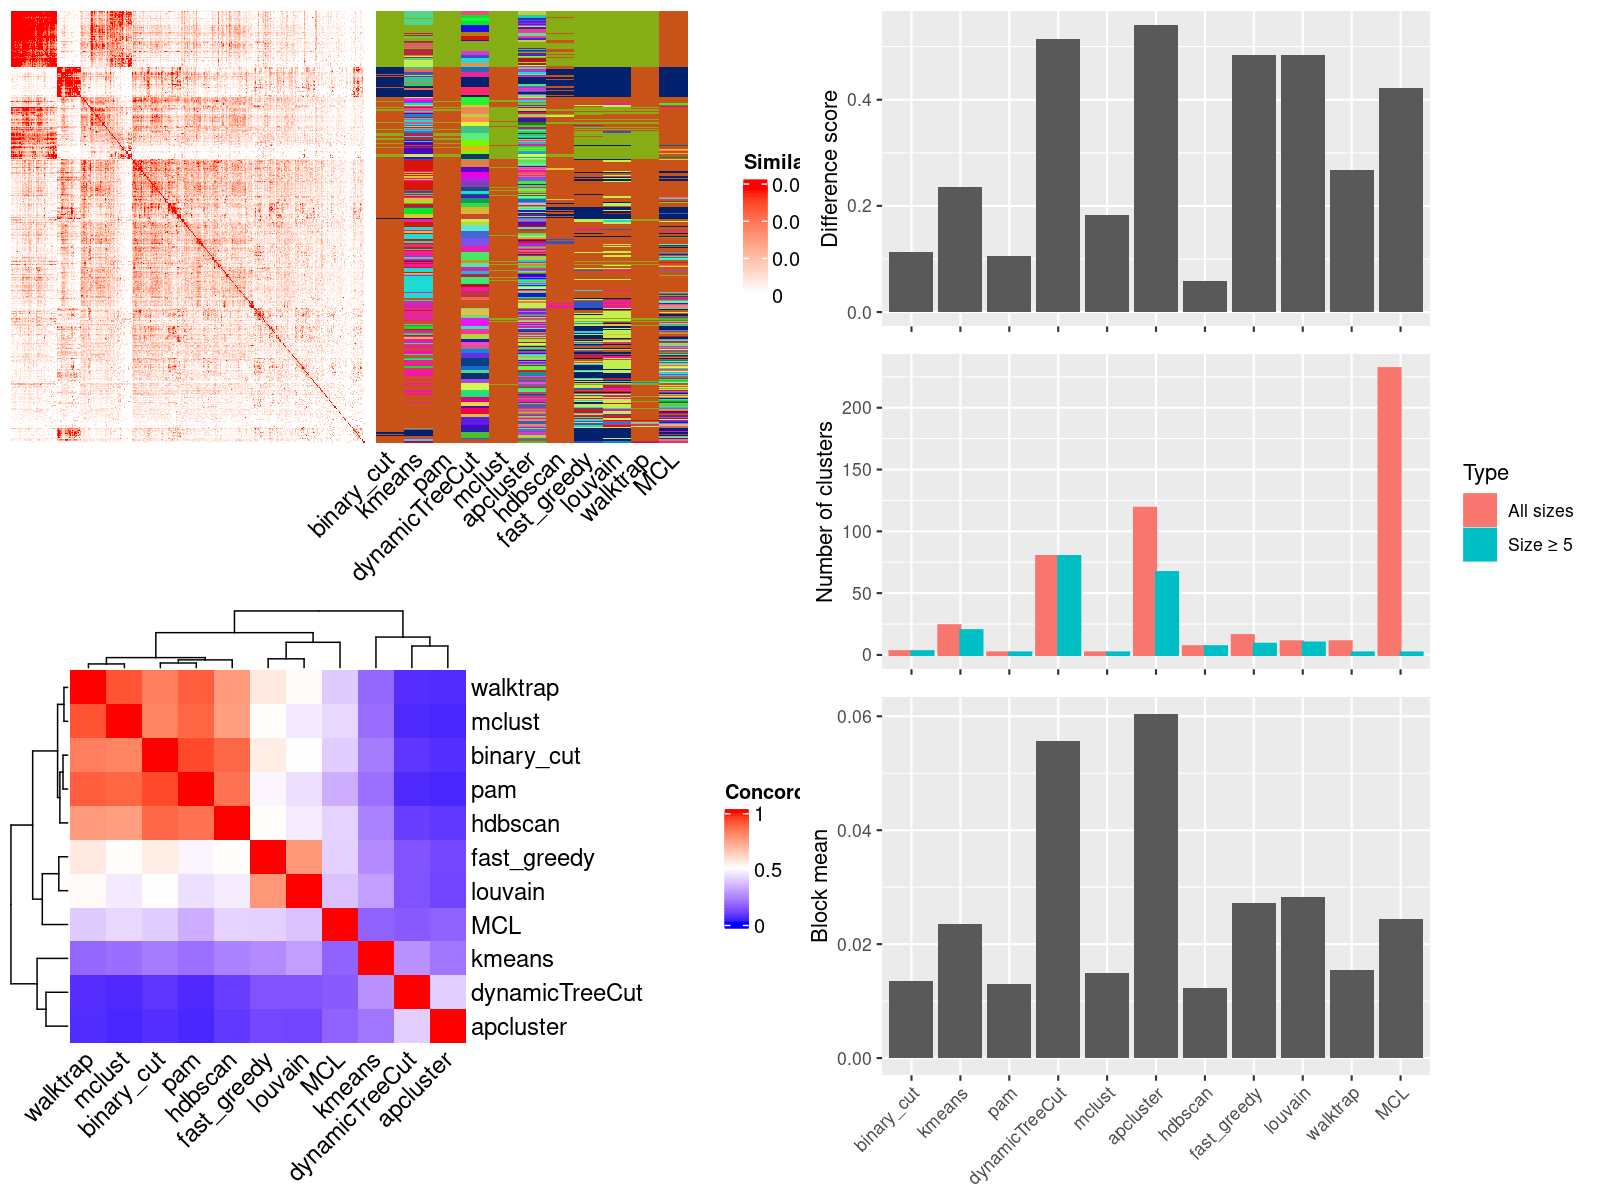 Simila
0.0
0.0
0.0
0
binary_cut
kmeans
pam
dynamicTreeCut
mclust
apcluster
hdbscan
fast_greedy
louvain
walktrap
MCL
walktrap
mclust
binary_cut
pam
hdbscan
fast_greedy
louvain
MCL
kmeans
dynamicTreeCut
apcluster
walktrap
mclust
binary_cut
pam
hdbscan
fast_greedy
louvain
MCL
kmeans
dynamicTreeCut
apcluster
Concord
1
0.5
0
Difference score
0.4
0.2
0.0
Number of clusters
200
150
100
50
0
Type
All sizes
Size ≥ 5
Block mean
0.06
0.04
0.02
0.00
binary_cut
kmeans
pam
dynamicTreeCut
mclust
apcluster
hdbscan
fast_greedy
louvain
walktrap
MCL